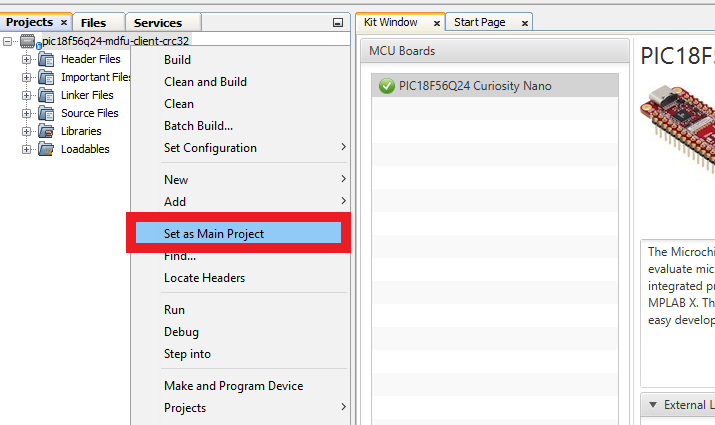 Projects × Files Services
Kit Window × Start Page ×
pic18f56q24-mdfu-client-crc32
Header Files
Important Files
Linker Files
Source Files
Libraries
Loadables
Build
Clean and Build
Clean
Batch Build...
Set Configuration
New
Add
Set as Main Project
Find...
Locate Headers
Run
Debug
Step into
Make and Program Device
Projects
MCU Boards
PIC18F56Q24 Curiosity Nano
PIC18F5
The Microchi
evaluate mic
integrated pr
MPLAB X. Th
easy develop
External L